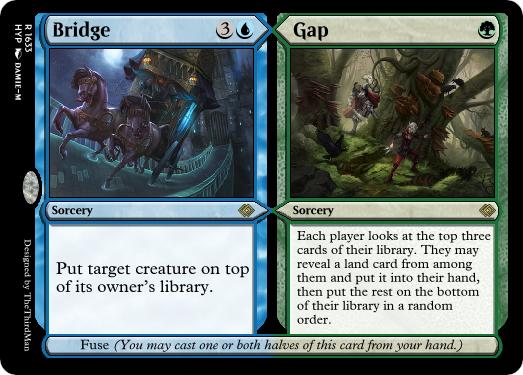 Bridge
3
Sorcery
Put target creature on top
of its owner's library.
Gap
Sorcery
Each player looks at the top three
cards of their library. They may
reveal a land card from among
them and put it into their hand,
then put the rest on the bottom
of their library in a random
order.
Fuse (You may cast one or both halves of this card from your hand.)
R 1633
HYP DAMIE-M
Designed by TheThirdMan